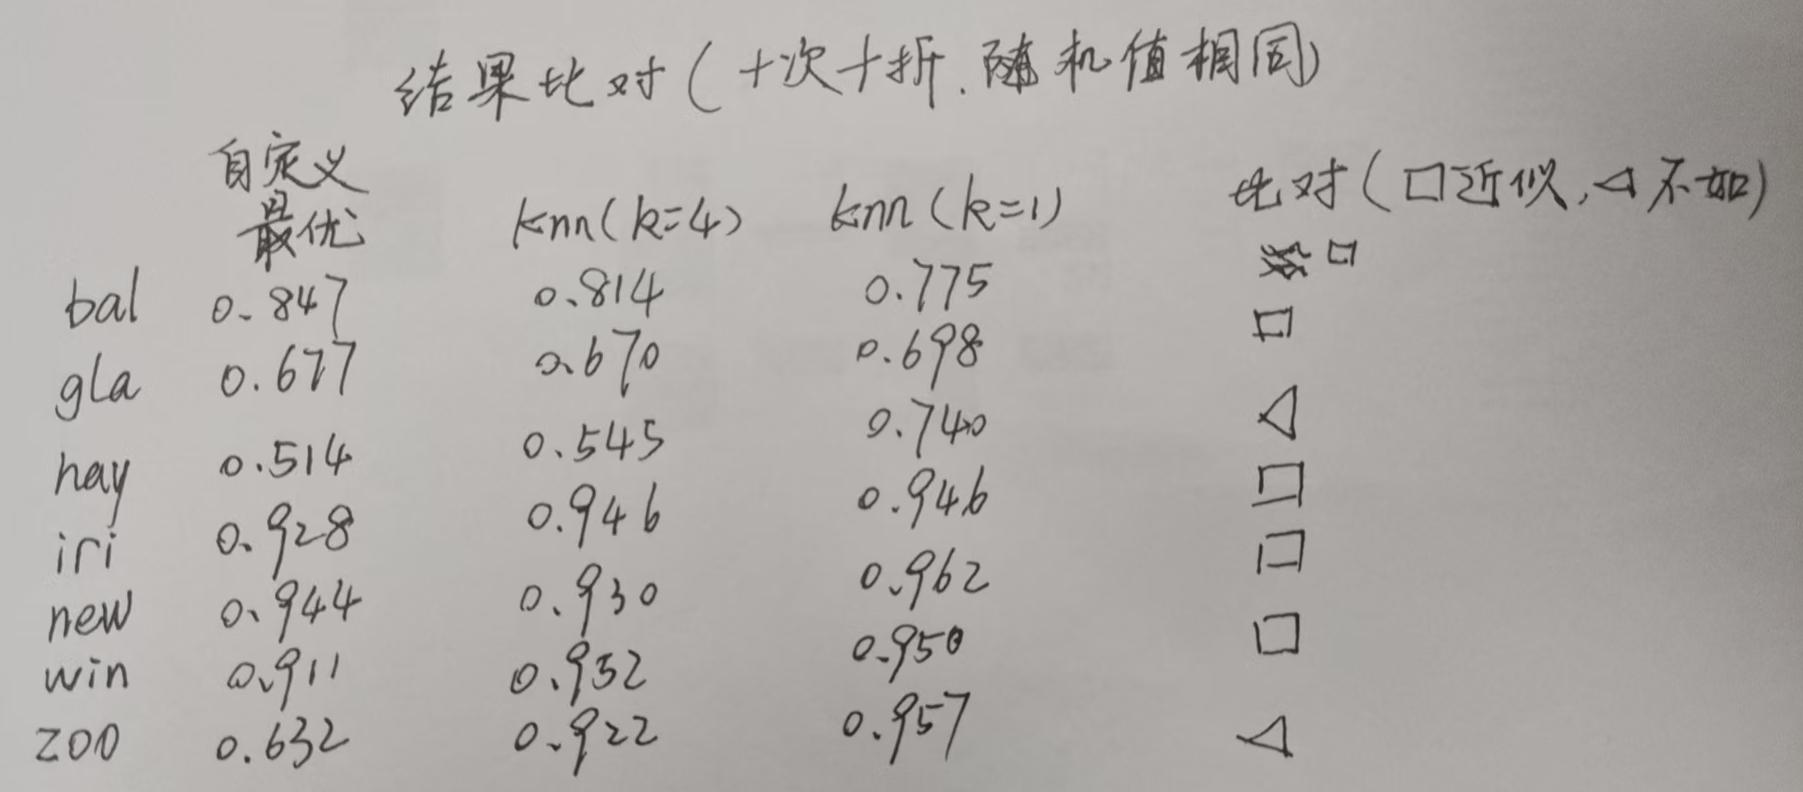 结果比对(十次十折.随机值相同)
自定义最优 knn(k=4) knn(k=1) 比对(□近似,△不如)
bal 0.847 0.814 0.775 □
gla 0.677 0.670 0.698 □
hay 0.514 0.545 0.740 △
iri 0.928 0.946 0.946 □
new 0.944 0.930 0.962 □
win 0.911 0.952 0.950 □
zoo 0.632 0.922 0.957 △